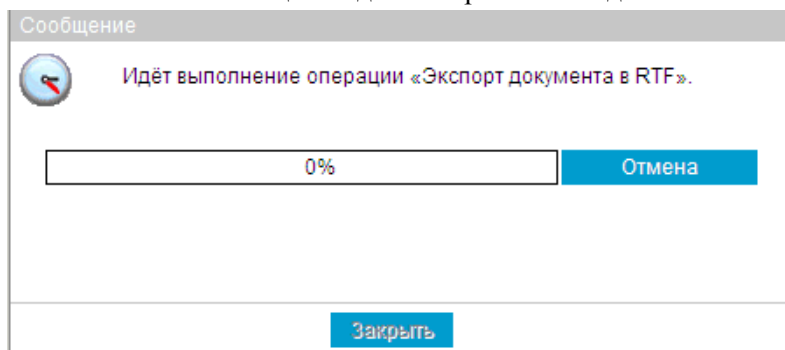 Сообщение
Идёт выполнение операции «Экспорт документа в RTF».
0%
Отмена
Закрыть